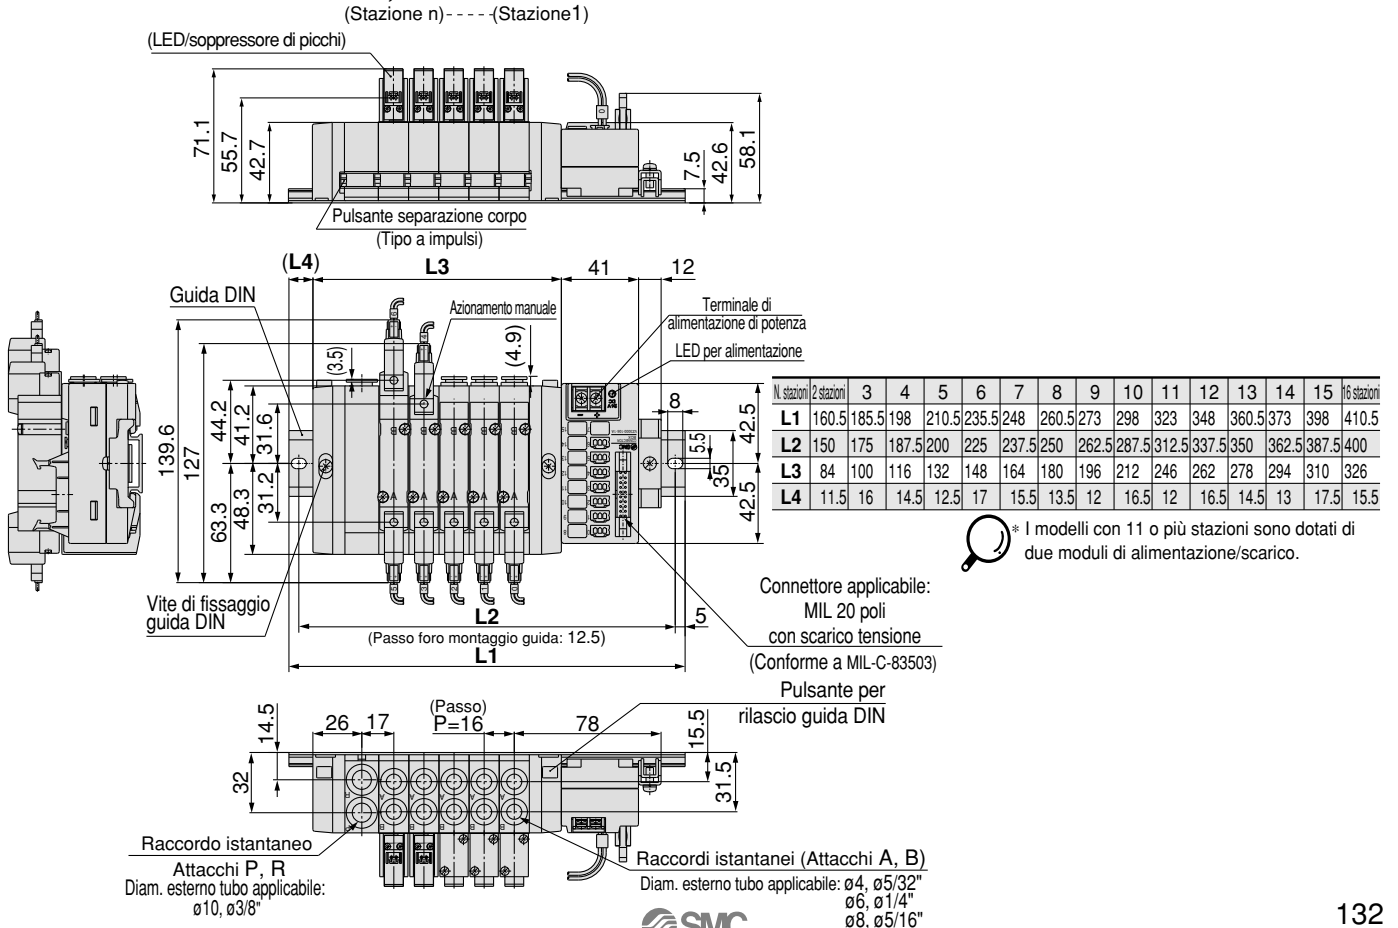 (Stazione n)-----(Stazione1)
(LED/soppressore di picchi)
71.1
55.7
42.7
7.5
42.6
58.1
Pulsante separazione corpo
(Tipo a impulsi)
(L4)
L3
41
12
Guida DIN
Azionamento manuale
Terminale di
alimentazione di potenza
LED per alimentazione
(3.5)
(4.9)
139.6
127
44.2
41.2
31.6
63.3
48.3
31.2
8
42.5
5.5
35
42.5
A A A A A
N. stazioni 2 stazioni 3 4 5 6 7 8 9 10 11 12 13 14 15 16 stazioni
L1 160.5 185.5 198 210.5 235.5 248 260.5 273 298 323 348 360.5 373 398 410.5
L2 150 175 187.5 200 225 237.5 250 262.5 287.5 312.5 337.5 350 362.5 387.5 400
L3 84 100 116 132 148 164 180 196 212 246 262 278 294 310 326
L4 11.5 16 14.5 12.5 17 15.5 13.5 12 16.5 12 16.5 14.5 13 17.5 15.5
* I modelli con 11 o più stazioni sono dotati di
due moduli di alimentazione/scarico.
Vite di fissaggio
guida DIN
L2
5
(Passo foro montaggio guida: 12.5)
L1
Connettore applicabile:
MIL 20 poli
con scarico tensione
(Conforme a MIL-C-83503)
Pulsante per
rilascio guida DIN
14.5
26
17
(Passo)
P=16
78
15.5
32
31.5
Raccordo istantaneo
Attacchi P, R
Diam. esterno tubo applicabile:
ø10, ø3/8"
Raccordi istantanei (Attacchi A, B)
Diam. esterno tubo applicabile: ø4, ø5/32"
ø6, ø1/4"
ø8, ø5/16"
SMC
132